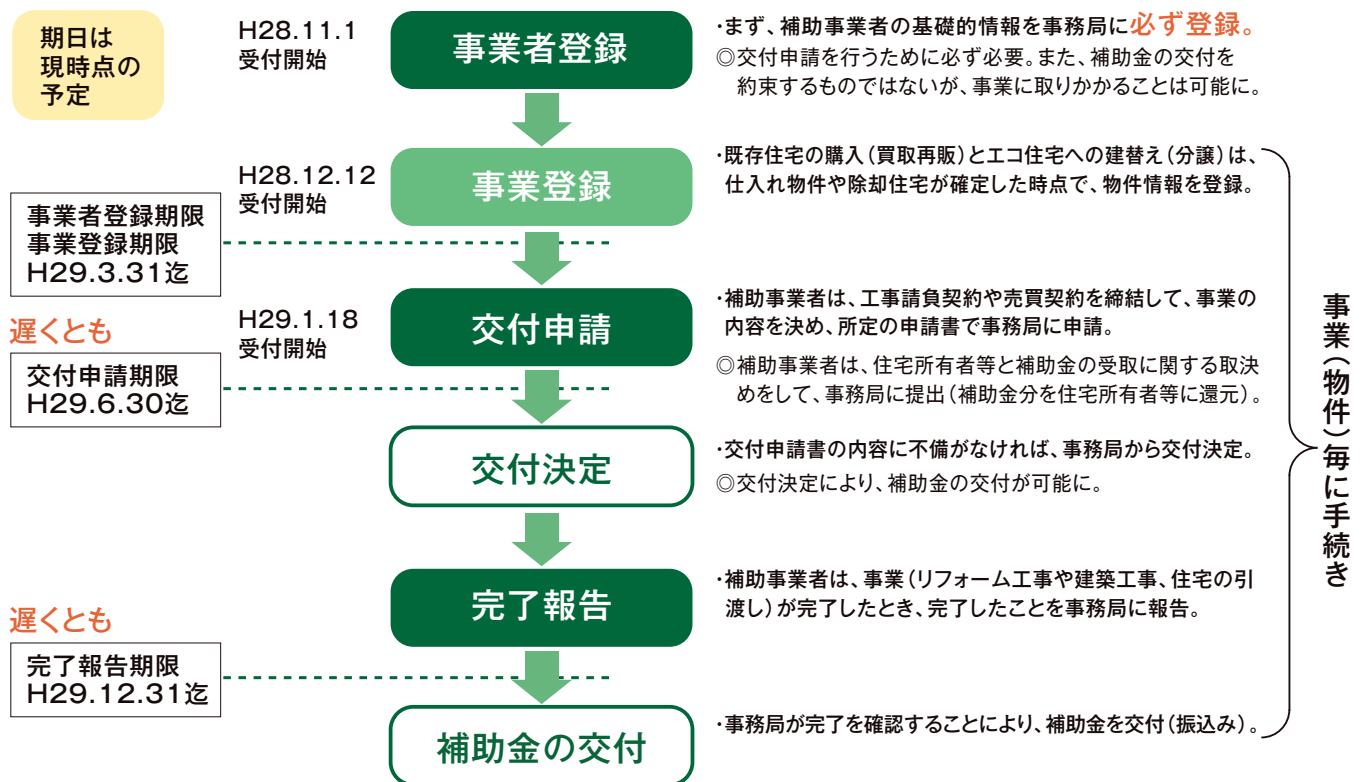 期日は
現時点の
予定
H28.11.1
受付開始
事業者登録
・まず、補助事業者の基礎的情報を事務局に必ず登録。
◎交付申請を行うために必ず必要。また、補助金の交付を
約束するものではないが、事業に取りかかることは可能に。
H28.12.12
受付開始
事業登録
・既存住宅の購入（買取再販）とエコ住宅への建替え（分譲）は、
仕入れ物件や除却住宅が確定した時点で、物件情報を登録。
事業者登録期限
事業登録期限
H29.3.31迄
H29.1.18
受付開始
交付申請
・補助事業者は、工事請負契約や売買契約を締結して、事業の
内容を決め、所定の申請書で事務局に申請。
◎補助事業者は、住宅所有者等と補助金の受取に関する取決
めをして、事務局に提出（補助金分を住宅所有者等に還元）。
遅くとも
交付申請期限
H29.6.30迄
交付決定
・交付申請書の内容に不備がなければ、事務局から交付決定。
◎交付決定により、補助金の交付が可能に。
完了報告
・補助事業者は、事業（リフォーム工事や建築工事、住宅の引
渡し）が完了したとき、完了したことを事務局に報告。
遅くとも
完了報告期限
H29.12.31迄
補助金の交付
・事務局が完了を確認することにより、補助金を交付（振込み）。
事業（物件）毎に手続き